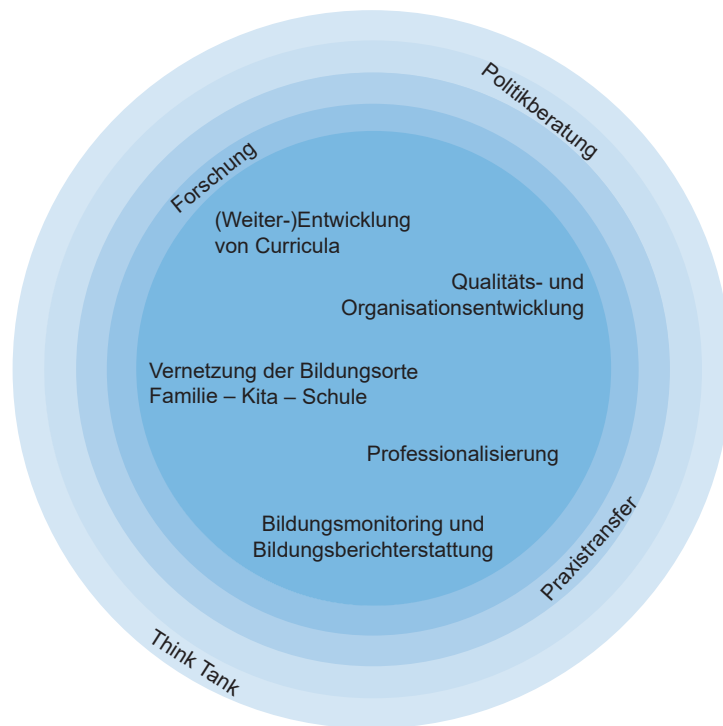 Politikberatung
Forschung
(Weiter-)Entwicklung
von Curricula
Qualitäts- und
Organisationsentwicklung
Vernetzung der Bildungsorte
Familie – Kita – Schule
Professionalisierung
Bildungsmonitoring und
Bildungsberichterstattung
Praxistransfer
Think Tank